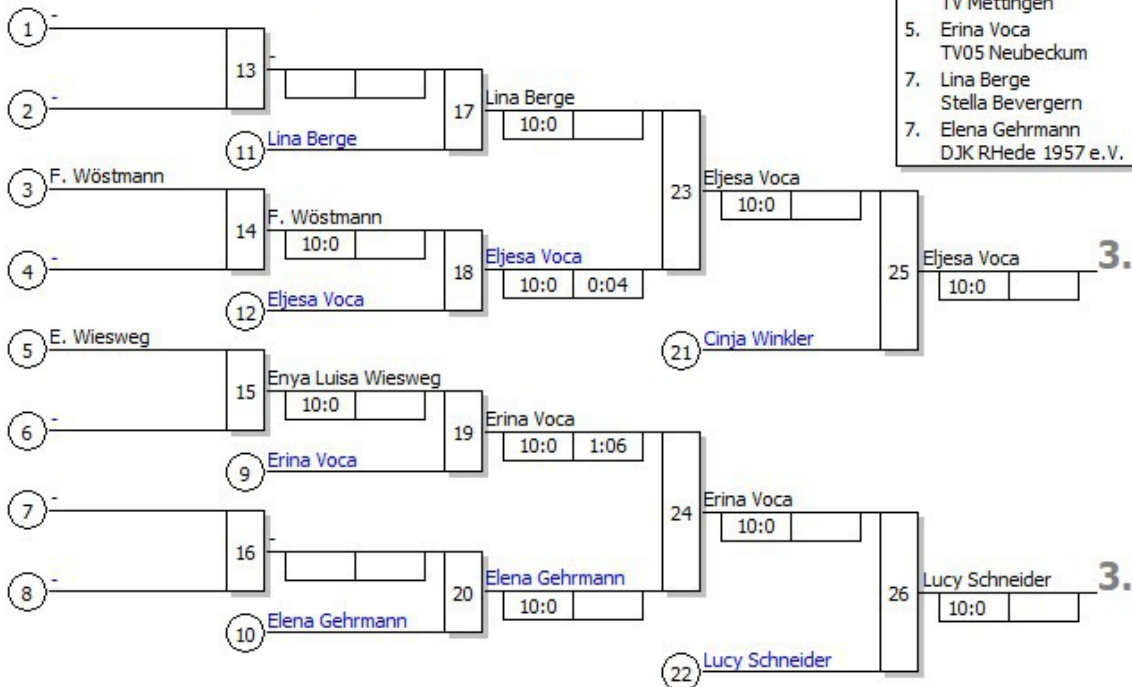 TV Mettingen
5. Erina Voca
TV05 Neubeckum
7. Lina Berge
Stella Bevergern
7. Elena Gehrmann
DJK RHede 1957 e.V.
1 -
2 -
13 -
11 Lina Berge
17 Lina Berge
10:0
3 F. Wöstmann
4 -
14 F. Wöstmann
10:0
12 Eljesa Voca
18 Eljesa Voca
10:0 0:04
23 Eljesa Voca
10:0
5 E. Wiesweg
6 -
15 Enya Luisa Wiesweg
10:0
9 Erina Voca
19 Erina Voca
10:0 1:06
7 -
8 -
16 -
10 Elena Gehrmann
20 Elena Gehrmann
10:0
24 Erina Voca
10:0
21 Cinja Winkler
25 Eljesa Voca 3.
10:0
22 Lucy Schneider
26 Lucy Schneider 3.
10:0